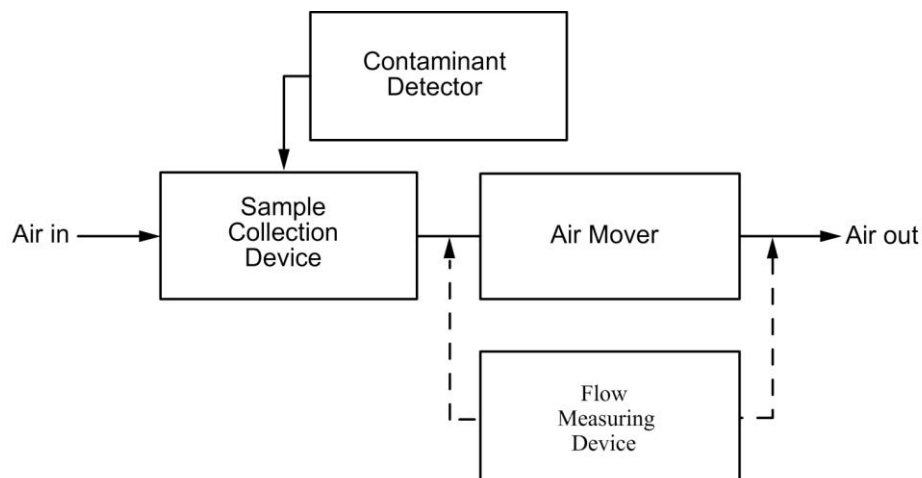 Contaminant
Detector
Air in
Sample
Collection
Device
Air Mover
Air out
Flow
Measuring
Device